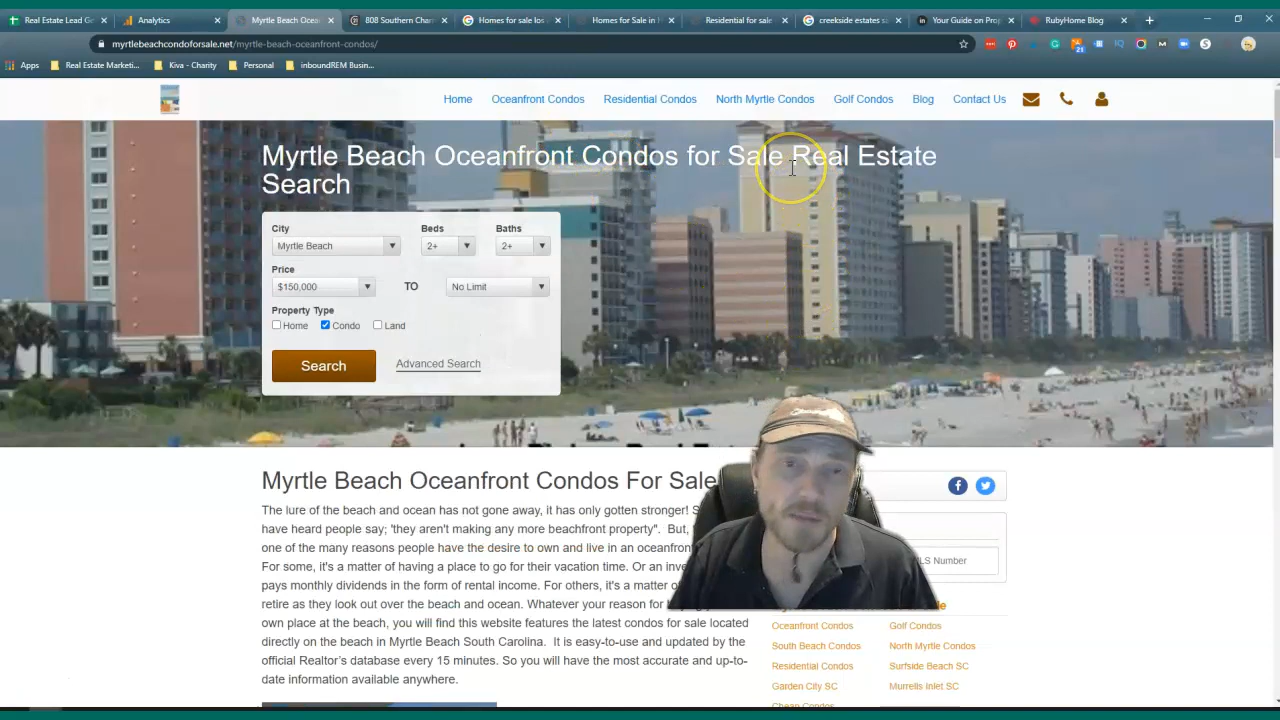 Real Estate Lead Ge
Analytics
Myrtle Beach Ocean
808 Southern Charm
Homes for sale los
Homes for Sale in
Residential for sale
creekside estates s
Your Guide on Prop
RubyHome Blog
myrtlebeachcondoforsale.net/myrtle-beach-oceanfront-condos/
21
Apps
Real Estate Marketi...
Kiva - Charity
Personal
inboundREM Busin...
Home
Oceanfront Condos
Residential Condos
North Myrtle Condos
Golf Condos
Blog
Contact Us
Myrtle Beach Oceanfront Condos for Sale Real Estate
Search
City
Beds
Baths
Myrtle Beach
2+
2+
Price
$150,000
TO
No Limit
Property Type
Home
Condo
Land
Search
Advanced Search
Myrtle Beach Oceanfront Condos For Sale
The lure of the beach and ocean has not gone away, it has only gotten stronger!
have heard people say; 'they aren't making any more beachfront property". But,
one of the many reasons people have the desire to own and live in an oceanfront
For some, it's a matter of having a place to go for their vacation time. Or an
pays monthly dividends in the form of rental income. For others, it's a matter
retire as they look out over the beach and ocean. Whatever your reason for
own place at the beach, you will find this website features the latest condos for sale located
directly on the beach in Myrtle Beach South Carolina. It is easy-to-use and updated by the
official Realtor's database every 15 minutes. So you will have the most accurate and up-to-
date information available anywhere.
LS Number
Oceanfront Condos
Golf Condos
South Beach Condos
North Myrtle Condos
Residential Condos
Surfside Beach SC
Garden City SC
Murrells Inlet SC
Cheap Condos